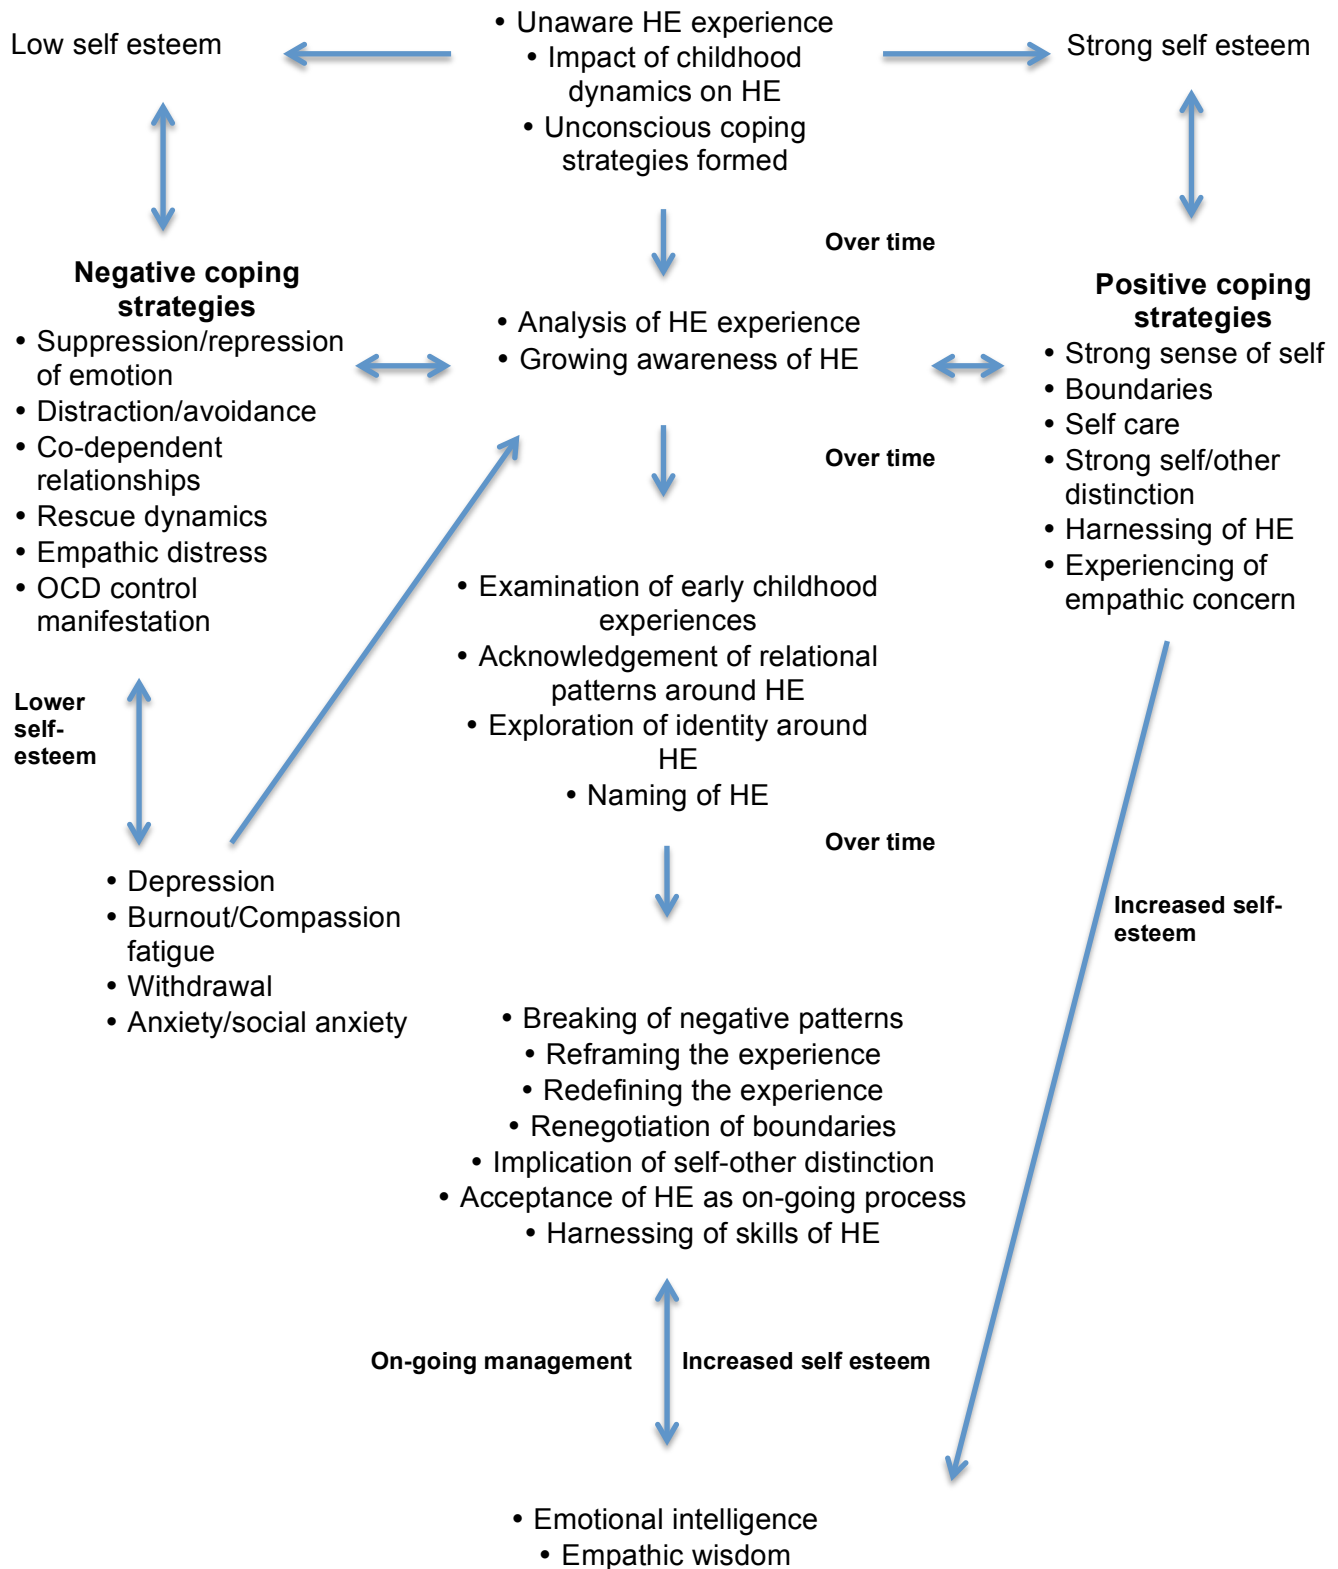 Low self esteem
• Unaware HE experience
• Impact of childhood
dynamics on HE
• Unconscious coping
strategies formed
Strong self esteem
Over time
Negative coping
strategies
• Suppression/repression
of emotion
• Distraction/avoidance
• Co-dependent
relationships
• Rescue dynamics
• Empathic distress
• OCD control
manifestation
• Analysis of HE experience
• Growing awareness of HE
Positive coping
strategies
• Strong sense of self
• Boundaries
• Self care
• Strong self/other
distinction
• Harnessing of HE
• Experiencing of
empathic concern
Over time
• Examination of early childhood
experiences
• Acknowledgement of relational
patterns around HE
• Exploration of identity around
HE
• Naming of HE
Lower
self-
esteem
Over time
• Depression
• Burnout/Compassion
fatigue
• Withdrawal
• Anxiety/social anxiety
Increased self-
esteem
• Breaking of negative patterns
• Reframing the experience
• Redefining the experience
• Renegotiation of boundaries
• Implication of self-other distinction
• Acceptance of HE as on-going process
• Harnessing of skills of HE
On-going management
Increased self esteem
• Emotional intelligence
• Empathic wisdom